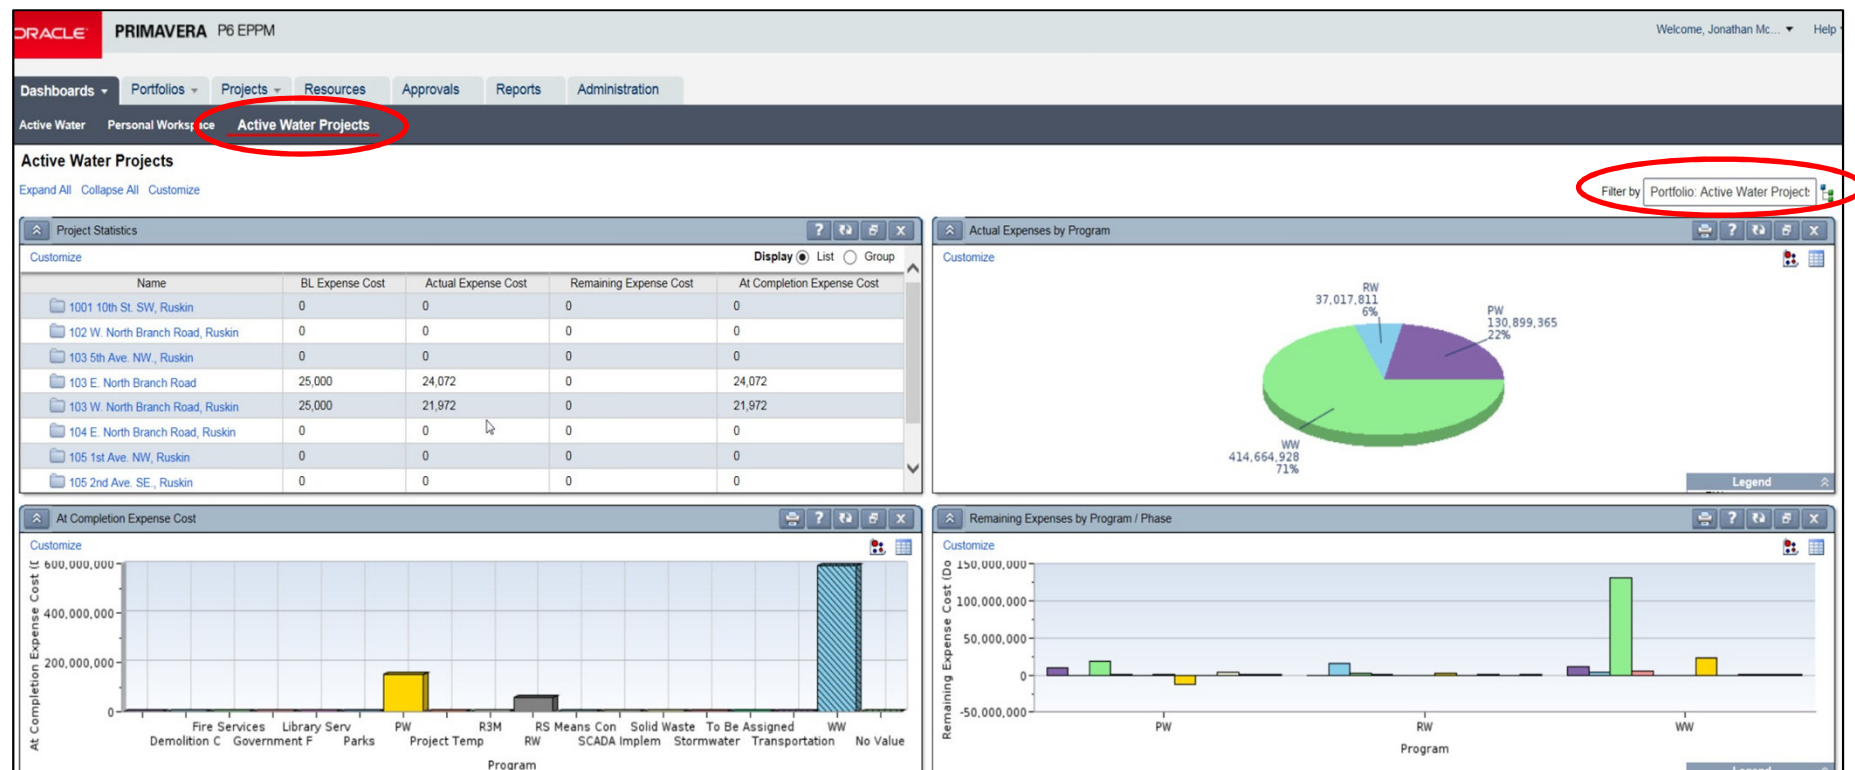 ORACLE PRIMAVERA P6 EPPM Welcome, Jonathan Mc... Help
Dashboards Portfolios Projects Resources Approvals Reports Administration
Active Water Personal Workspace Active Water Projects
Active Water Projects
Expand All Collapse All Customize Filter by Portfolio: Active Water Project
Project Statistics
Customize Display List Group
Name BL Expense Cost Actual Expense Cost Remaining Expense Cost At Completion Expense Cost
1001 10th St. SW, Ruskin 0 0 0 0
102 W. North Branch Road, Ruskin 0 0 0 0
103 5th Ave. NW., Ruskin 0 0 0 0
103 E. North Branch Road 25,000 24,072 0 24,072
103 W. North Branch Road, Ruskin 25,000 21,972 0 21,972
104 E. North Branch Road, Ruskin 0 0 0 0
105 1st Ave. NW, Ruskin 0 0 0 0
105 2nd Ave. SE., Ruskin 0 0 0 0
Actual Expenses by Program
Customize
RW
37,017,811
6%
PW
130,899,365
22%
WW
414,664,928
71%
Legend
At Completion Expense Cost
Customize
At Completion Expense Cost (D
600,000,000
400,000,000
200,000,000
0
Fire Services Library Serv PW R3M RS Means Con Solid Waste To Be Assigned WW
Demolition C Government F Parks Project Temp RW SCADA Implem Stormwater Transportation No Value
Program
Remaining Expenses by Program / Phase
Customize
Remaining Expense Cost (Do
150,000,000
100,000,000
50,000,000
0
-50,000,000
PW RW WW
Program
Legend